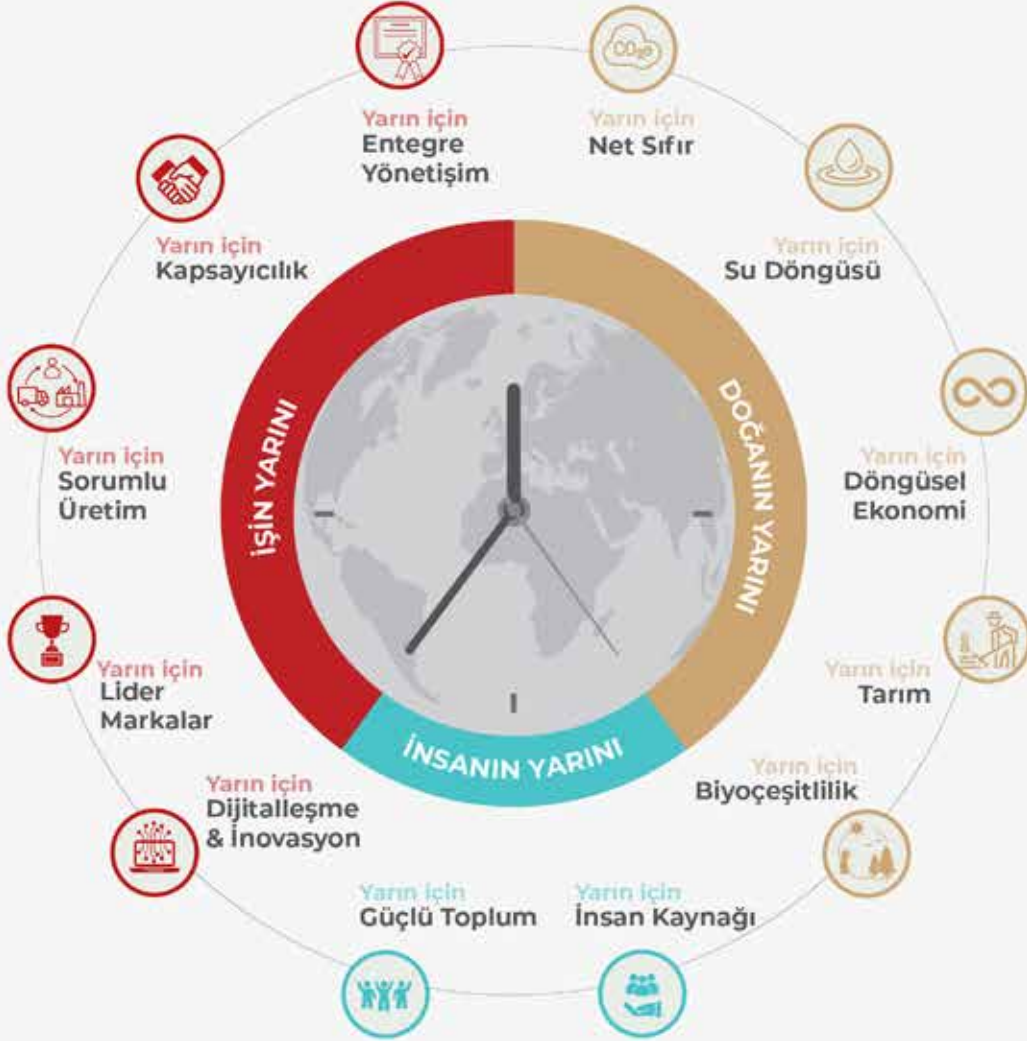 Yarın için
Entegre
Yönetişim
CO₂e
Yarın için
Net Sıfır
Yarın için
Su Döngüsü
Yarın için
Döngüsel
Ekonomi
Yarın için
Tarım
Yarın için
Biyoçeşitlilik
Yarın için
İnsan Kaynağı
Yarın için
Güçlü Toplum
Yarın için
Dijitalleşme
& İnovasyon
Yarın için
Lider
Markalar
Yarın için
Sorumlu
Üretim
Yarın için
Kapsayıcılık
İŞİN YARINI
DOĞANIN YARINI
İNSANIN YARINI